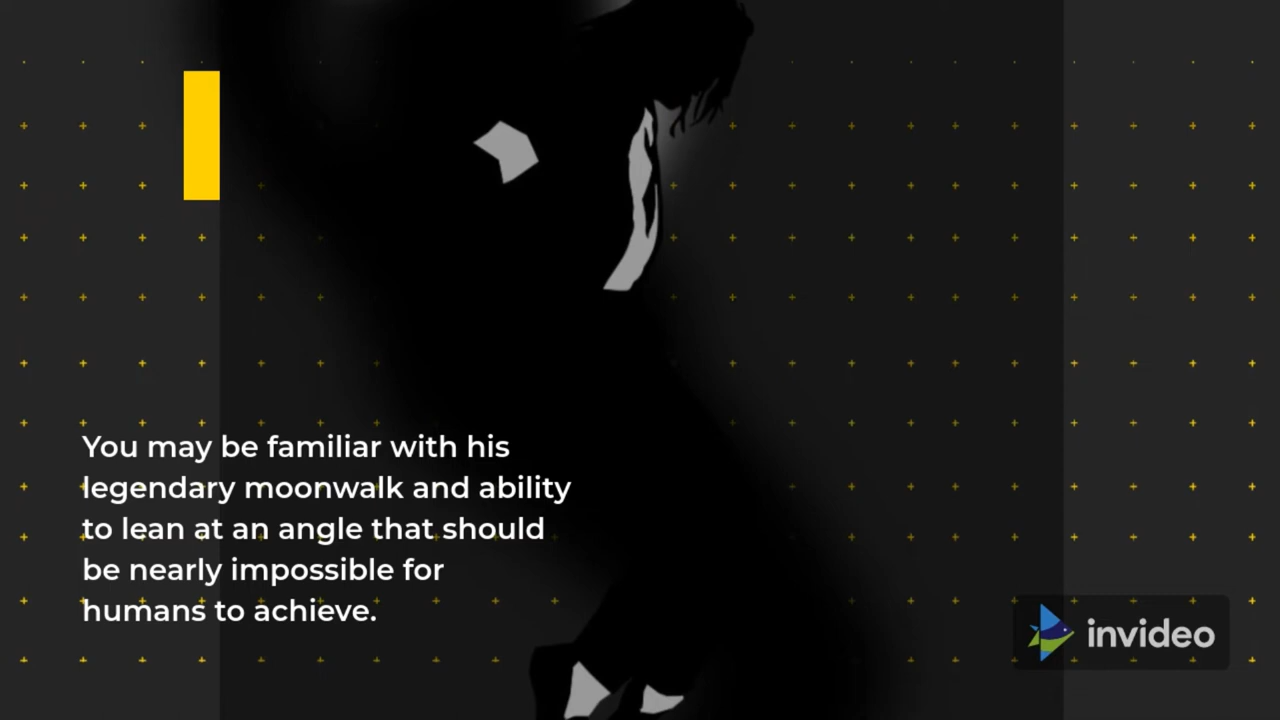 You may be familiar with his
legendary moonwalk and ability
to lean at an angle that should
be nearly impossible for
humans to achieve.
invideo